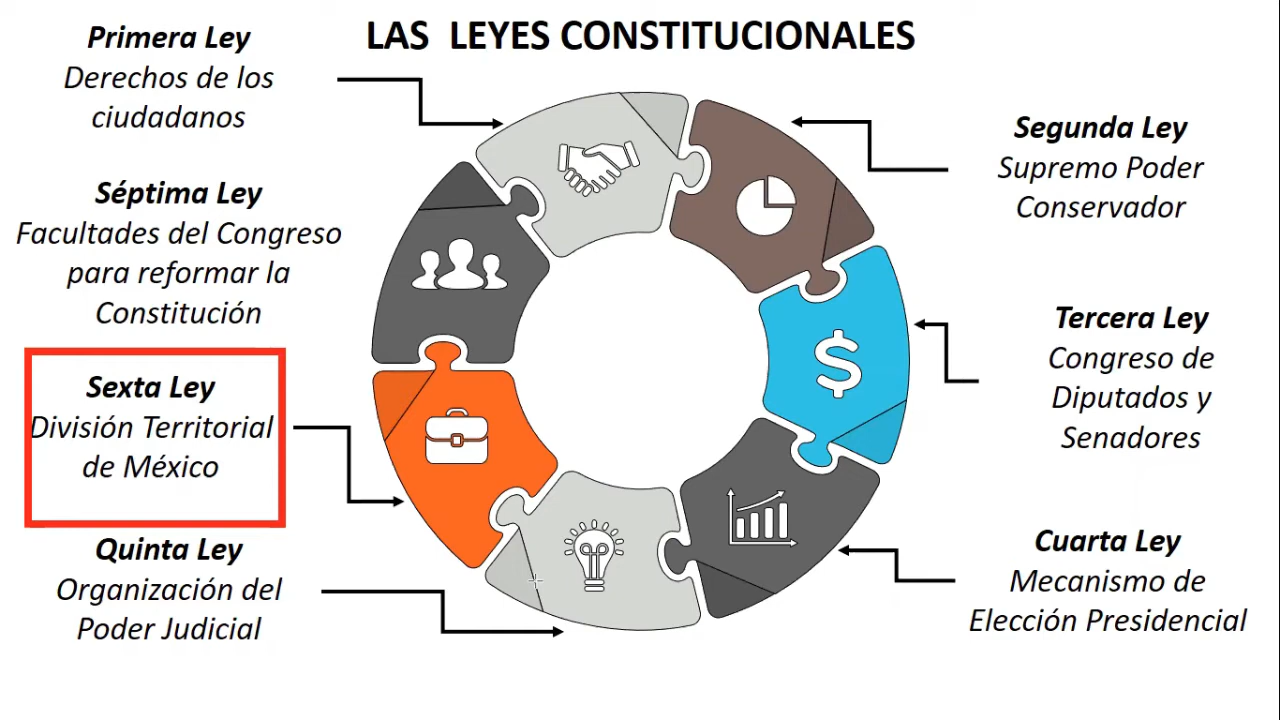 LAS LEYES CONSTITUCIONALES
Primera Ley
Derechos de los
ciudadanos
Segunda Ley
Supremo Poder
Conservador
Tercera Ley
Congreso de
Diputados y
Senadores
Cuarta Ley
Mecanismo de
Elección Presidencial
Quinta Ley
Organización del
Poder Judicial
Sexta Ley
División Territorial
de México
Séptima Ley
Facultades del Congreso
para reformar la
Constitución
$